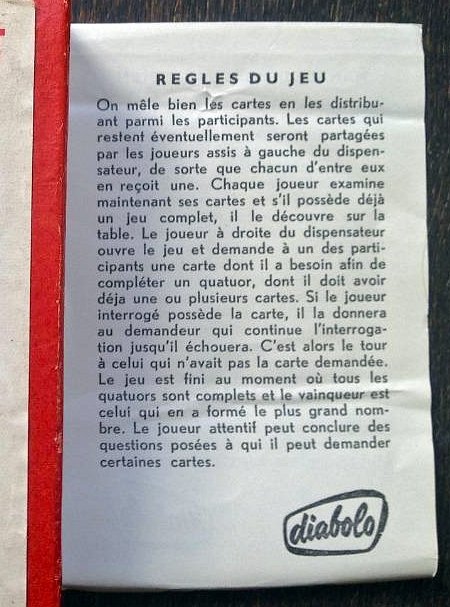 REGLES DU JEU
On mêle bien les cartes en les distribu-
ant parmi les participants. Les cartes qui
restent éventuellement seront partagées
par les joueurs assis à gauche du dispen-
sateur, de sorte que chacun d'entre eux
en reçoit une. Chaque joueur examine
maintenant ses cartes et s'il possède déjà
un jeu complet, il le découvre sur la
table. Le joueur à droite du dispensateur
ouvre le jeu et demande à un des parti-
cipants une carte dont il a besoin afin de
compléter un quatuor, dont il doit avoir
déja une ou plusieurs cartes. Si le joueur
interrogé possède la carte, il la donnera
au demandeur qui continue l'interroga-
tion jusqu'il échouera. C'est alors le tour
à celui qui n'avait pas la carte demandée.
Le jeu est fini au moment où tous les
quatuors sont complets et le vainqueur est
celui qui en a formé le plus grand nom-
bre. Le joueur attentif peut conclure des
questions posées à qui il peut demander
certaines cartes.
diabolo